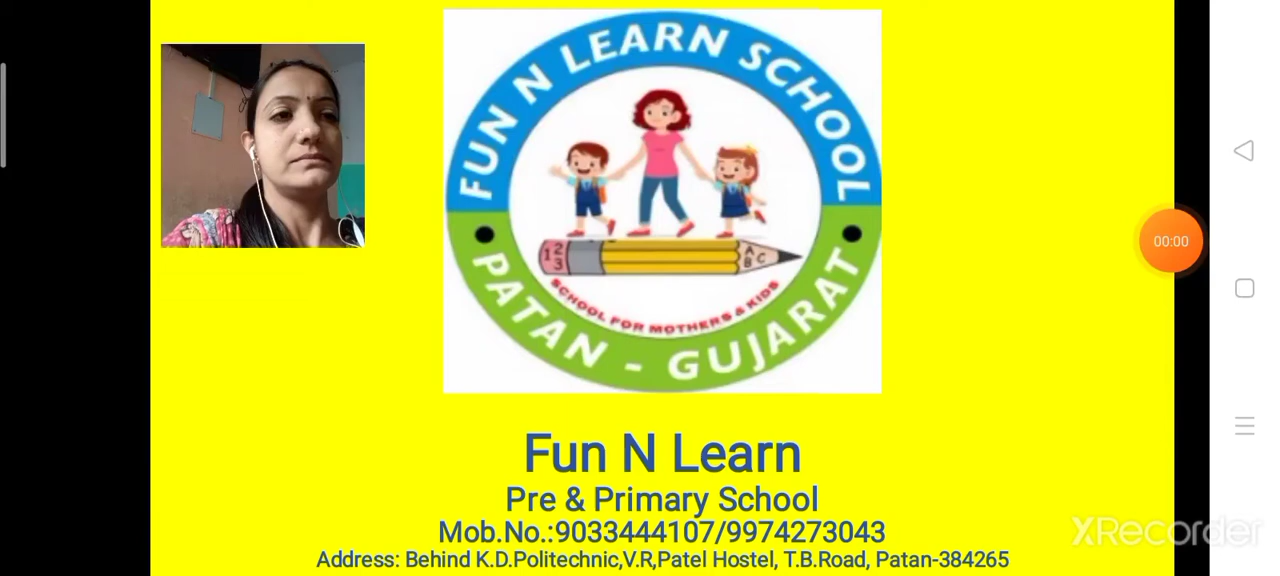 FUN N LEARN SCHOOL
1 2 3
A B C
SCHOOL FOR MOTHERS & KIDS
PATAN - GUJARAT
00:00
Fun N Learn
Pre & Primary School
Mob.No.:9033444107/9974273043
Address: Behind K.D.Politechnic,V.R,Patel Hostel, T.B.Road, Patan-384265
XRecorder